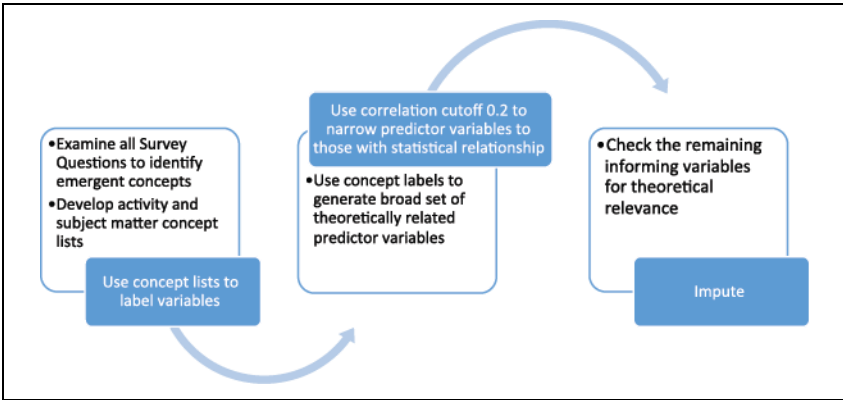 •Examine all Survey
Questions to identify
emergent concepts
•Develop activity and
subject matter concept
lists
Use concept lists to
label variables
Use correlation cutoff 0.2 to
narrow predictor variables to
those with statistical relationship
•Use concept labels to
generate broad set of
theoretically related
predictor variables
•Check the remaining
informing variables
for theoretical
relevance
Impute